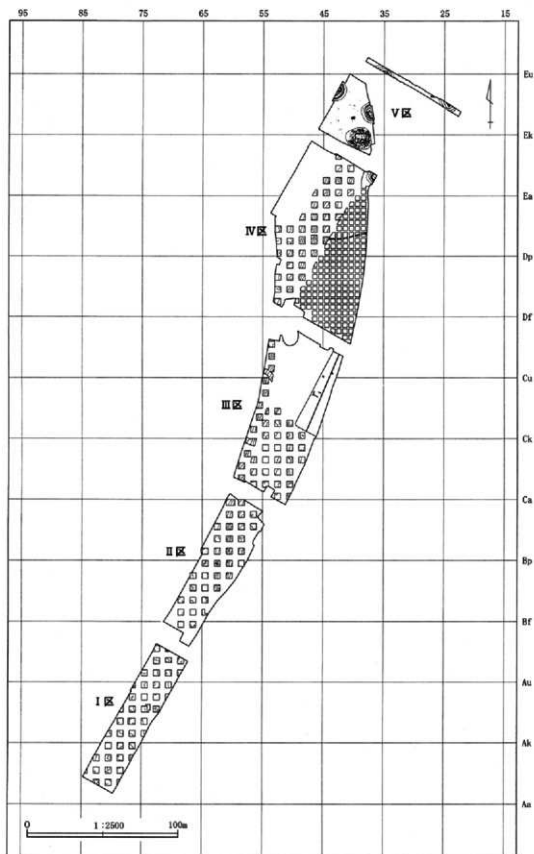 95 85 75 65 55 45 35 25 15
Eu
V区
Ek
Ea
IV区
Dp
Df
Cu
III区
Ck
Ca
II区
Bp
Bf
Au
I区
Ak
Aa
0 1:2500 100m